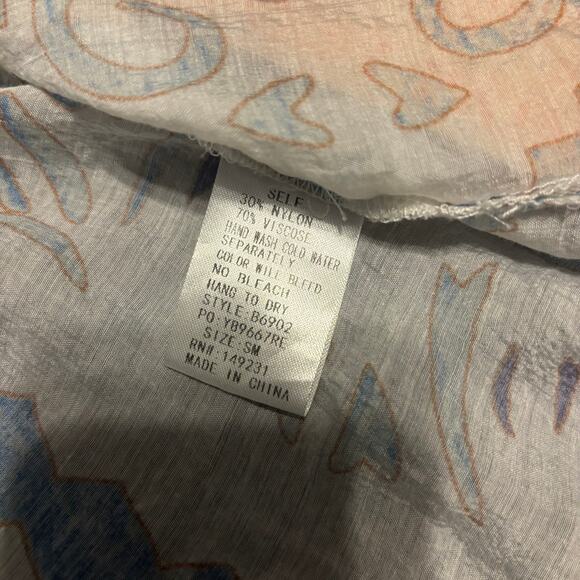 SELF
30% NYLON
70% VISCOSE
HAND WASH COLD WATER
SEPARATELY
COLOR WILL BLEED
NO BLEACH
HANG TO DRY
STYLE:B6902
PO:YB9667RE
SIZE:SM
RN#:149231
MADE IN CHINA